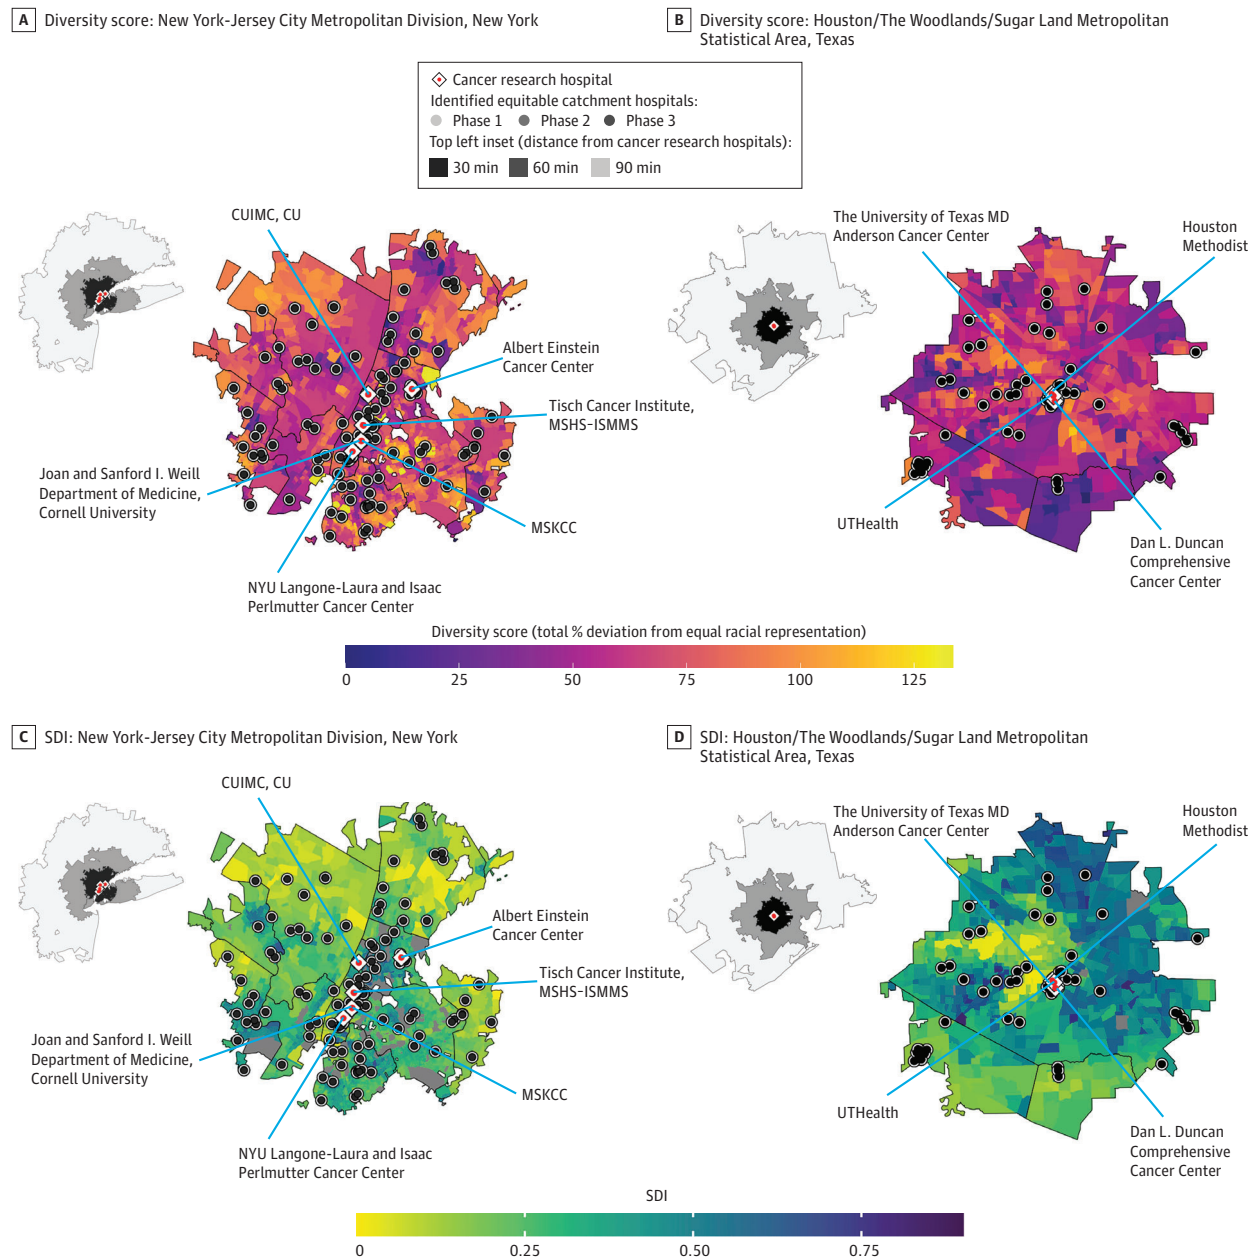 A Diversity score: New York-Jersey City Metropolitan Division, New York
B Diversity score: Houston/The Woodlands/Sugar Land Metropolitan
Statistical Area, Texas
Cancer research hospital
Identified equitable catchment hospitals:
Phase 1 Phase 2 Phase 3
Top left inset (distance from cancer research hospitals):
30 min 60 min 90 min
CUIMC, CU
Albert Einstein
Cancer Center
Tisch Cancer Institute,
MSHS-ISMMS
Joan and Sanford I. Weill
Department of Medicine,
Cornell University
MSKCC
NYU Langone-Laura and Isaac
Perlmutter Cancer Center
The University of Texas MD
Anderson Cancer Center
Houston
Methodist
UTHealth
Dan L. Duncan
Comprehensive
Cancer Center
Diversity score (total % deviation from equal racial representation)
0 25 50 75 100 125
C SDI: New York-Jersey City Metropolitan Division, New York
D SDI: Houston/The Woodlands/Sugar Land Metropolitan
Statistical Area, Texas
CUIMC, CU
Albert Einstein
Cancer Center
Tisch Cancer Institute,
MSHS-ISMMS
Joan and Sanford I. Weill
Department of Medicine,
Cornell University
MSKCC
NYU Langone-Laura and Isaac
Perlmutter Cancer Center
The University of Texas MD
Anderson Cancer Center
Houston
Methodist
UTHealth
Dan L. Duncan
Comprehensive
Cancer Center
SDI
0 0.25 0.50 0.75